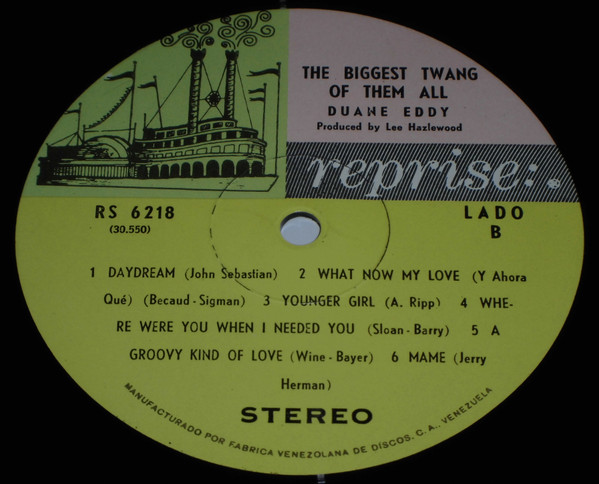 THE BIGGEST TWANG
OF THEM ALL
DUANE EDDY
Produced by Lee Hazlewood
reprise:.
RS 6218
(30.550)
LADO
B
1 DAYDREAM (John Sebastian) 2 WHAT NOW MY LOVE (Y Ahora
Qué) (Becaud-Sigman) 3 YOUNGER GIRL (A. Ripp) 4 WHE-
RE WERE YOU WHEN I NEEDED YOU (Sloan-Barry) 5 A
GROOVY KIND OF LOVE (Wine-Bayer) 6 MAME (Jerry
Herman)
STEREO
MANUFACTURADO POR FABRICA VENEZOLANA DE DISCOS. C. A., VENEZUELA